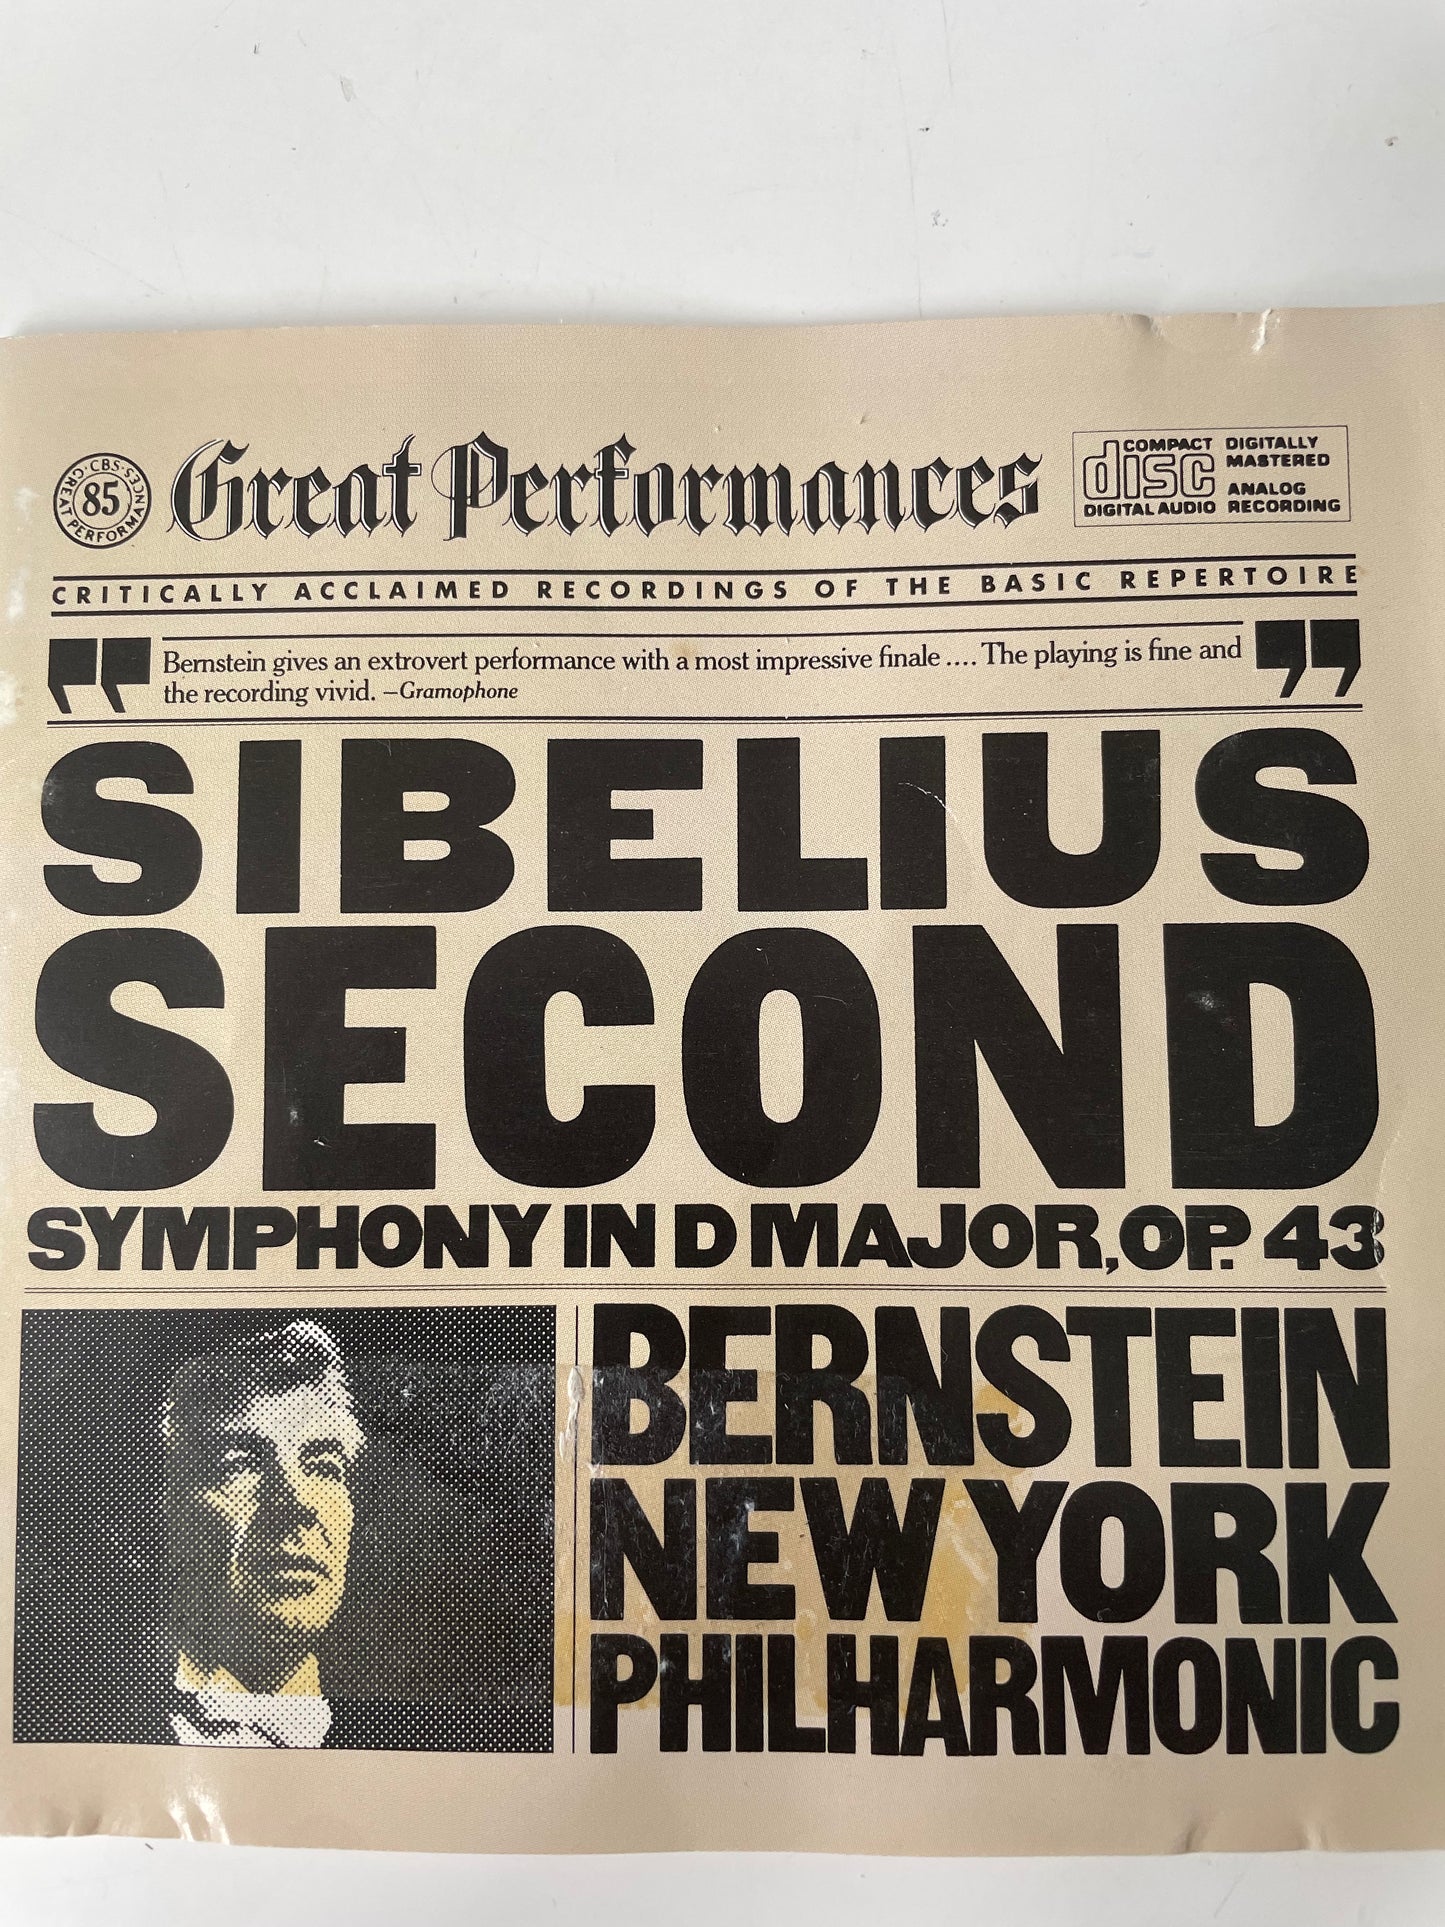 ·CBS·
85
GREAT PERFORMANCES
Great Performances
COMPACT
disc
DIGITAL AUDIO
DIGITALLY
MASTERED
ANALOG
RECORDING
CRITICALLY ACCLAIMED RECORDINGS OF THE BASIC REPERTOIRE
"Bernstein gives an extrovert performance with a most impressive finale .... The playing is fine and
the recording vivid. –Gramophone"
SIBELIUS
SECOND
SYMPHONY IN D MAJOR, OP. 43
BERNSTEIN
NEW YORK
PHILHARMONIC